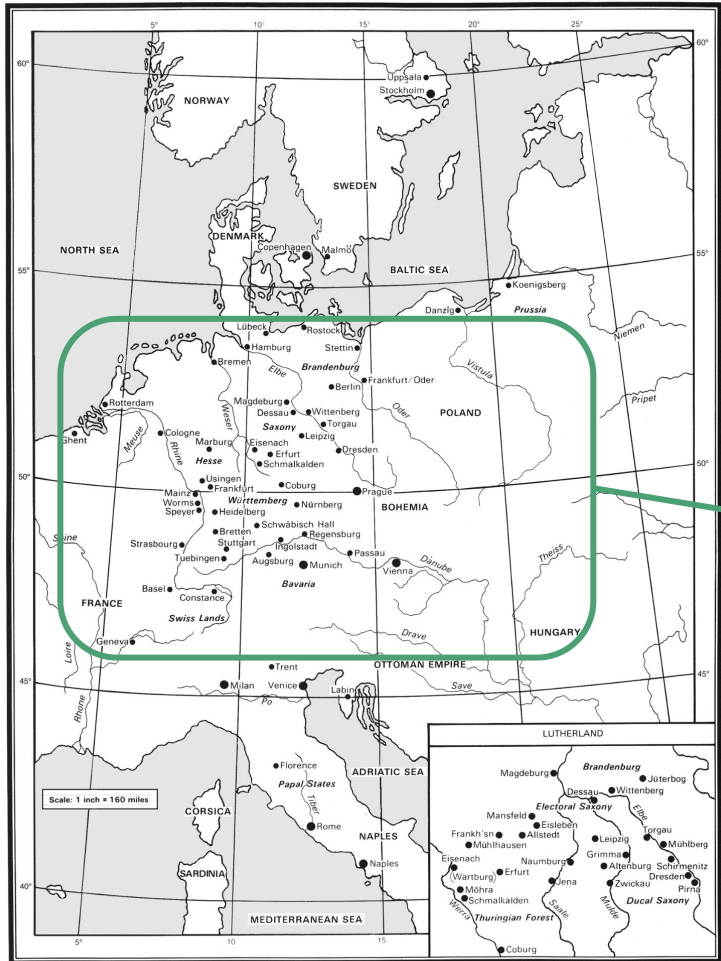 5° 10° 15° 20° 25°
60° 60°
Uppsala
Stockholm
NORWAY
SWEDEN
NORTH SEA
DENMARK
Copenhagen
Malmö
BALTIC SEA
55° 55°
Koenigsberg
Danzig
Prussia
Niemen
Lübeck
Rostock
Hamburg
Stettin
Bremen
Elbe
Brandenburg
Frankfurt/Oder
Berlin
Vistula
Pripet
Rotterdam
Magdeburg
Weser
Dessau
Wittenberg
Oder
POLAND
Saxony
Torgau
Ghent
Meuse
Cologne
Leipzig
Marburg
Eisenach
Rhine
Erfurt
Dresden
Hesse
Schmalkalden
50° 50°
Usingen
Frankfurt
Coburg
Prague
Mainz
Württemberg
BOHEMIA
Worms
Nürnberg
Speyer
Heidelberg
Schwäbisch Hall
Bretten
Regensburg
Seine
Strasbourg
Stuttgart
Ingolstadt
Passau
Theiss
Tuebingen
Augsburg
Munich
Vienna
Danube
Bavaria
Basel
Constance
FRANCE
Swiss Lands
Geneva
Drave
HUNGARY
Loire
Trent
OTTOMAN EMPIRE
45°
Milan
Venice
Labin
Save
Rhone
Po
LUTHERLAND
Florence
ADRIATIC SEA
Papal States
Scale: 1 inch = 160 miles
Tiber
CORSICA
Rome
NAPLES
SARDINIA
Naples
40°
MEDITERRANEAN SEA
5° 10 15
Brandenburg
Magdeburg
Jüterbog
Dessau
Wittenberg
Electoral Saxony
Elbe
Mansfeld
Eisleben
Torgau
Frankh'sn
Allstedt
Leipzig
Mühlhausen
Mühlberg
Grimma
Eisenach
Naumburg
Schirmenitz
Wartburg
Erfurt
Altenburg
Dresden
Möhra
Jena
Zwickau
Pirna
Schmalkalden
Ducal Saxony
Werra
Thuringian Forest
Saale
Mulde
Coburg